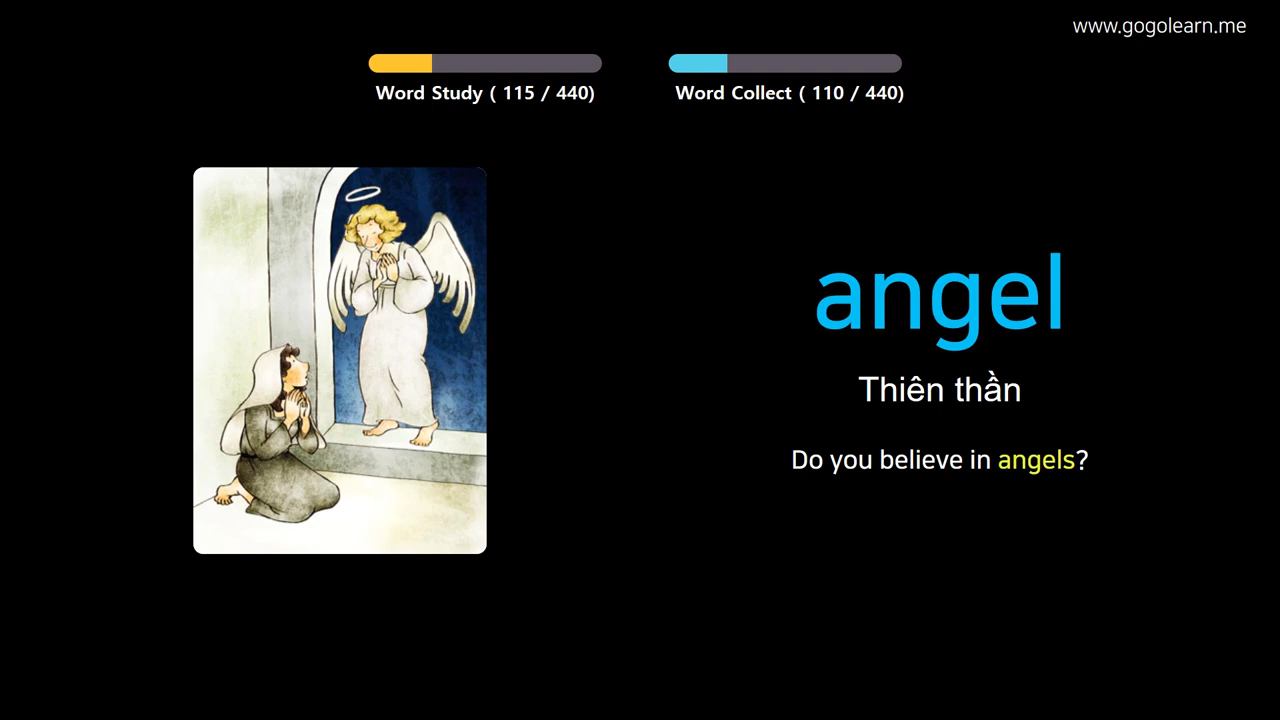 www.gogolearn.me
Word Study ( 115 / 440)
Word Collect ( 110 / 440)
angel
Thiên thần
Do you believe in angels?